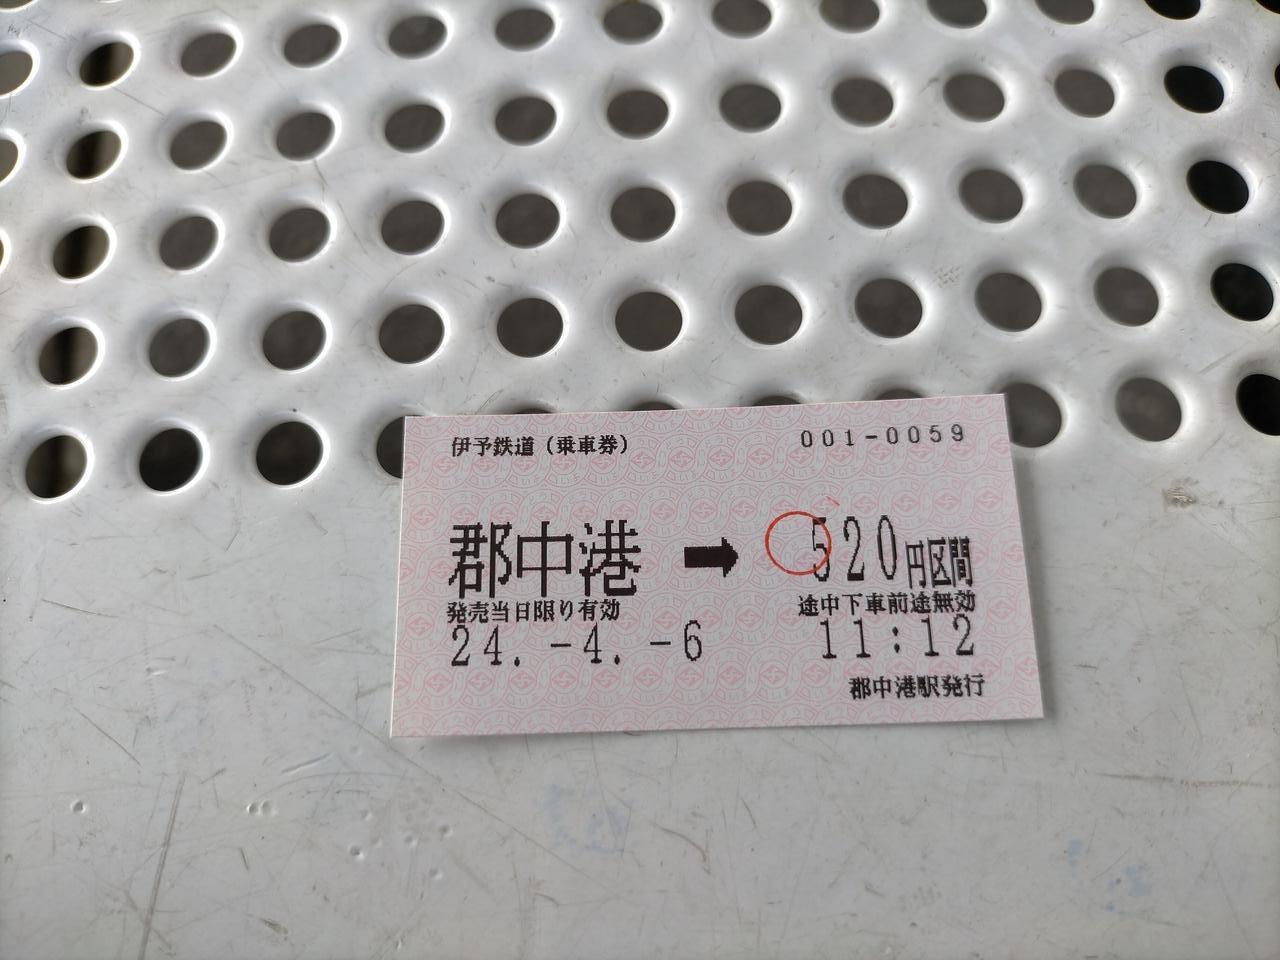 伊予鉄道（乗車券）
001-0059
郡中港 ➡ 520円区間
発売当日限り有効
途中下車前途無効
24.-4.-6
11:12
郡中港駅発行